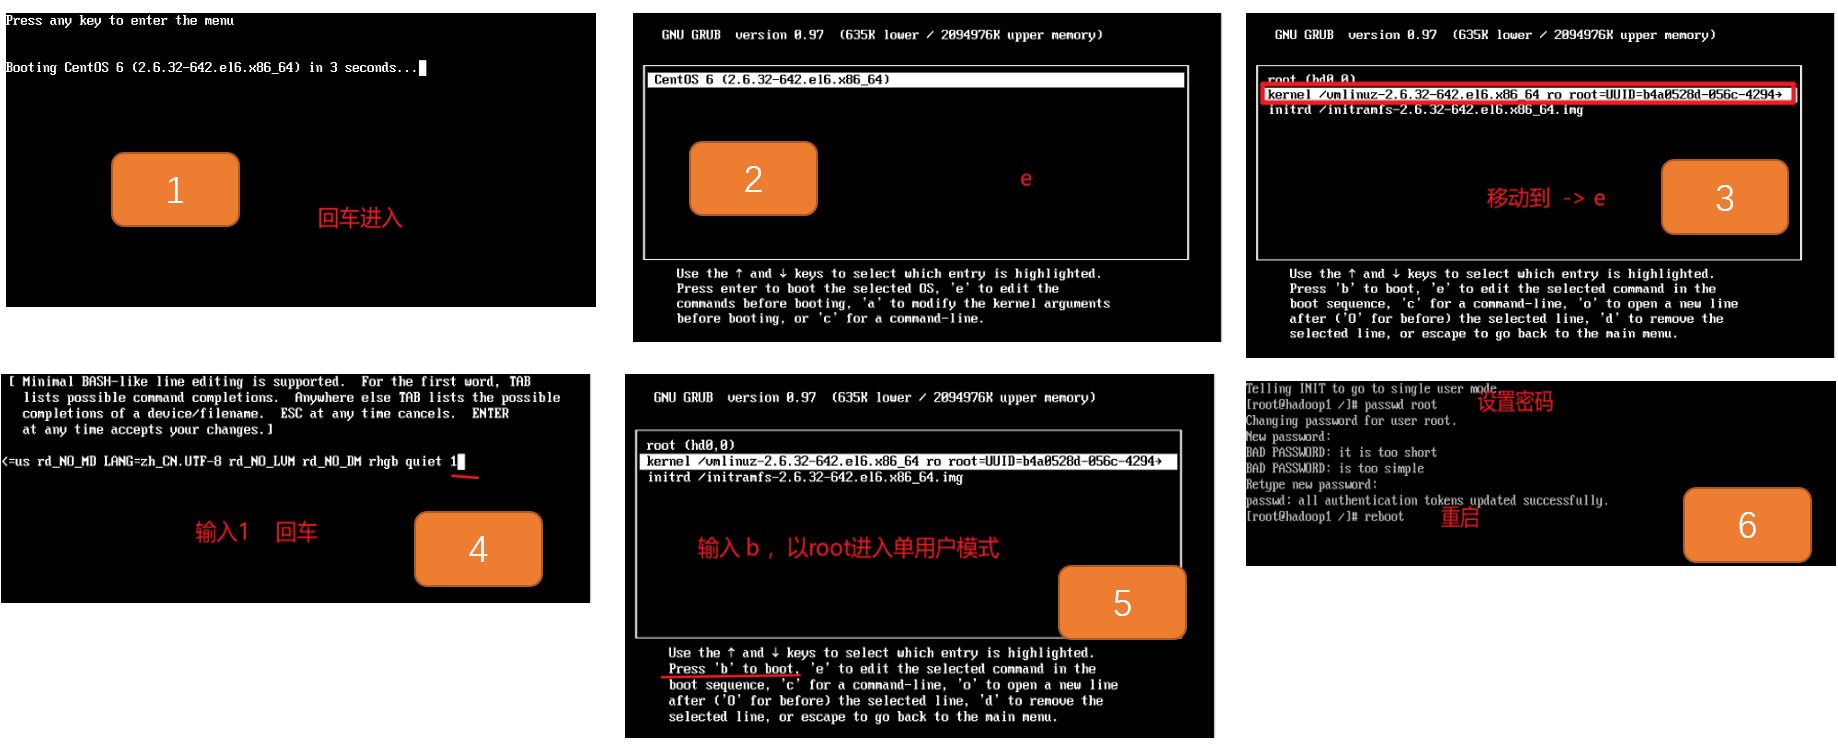 Press any key to enter the menu
Booting CentOS 6 (2.6.32-642.el6.x86_64) in 3 seconds...
1
回车进入
GNU GRUB  version 0.97  (635K lower / 2094976K upper memory)
CentOS 6 (2.6.32-642.el6.x86_64)
2
e
Use the ↑ and ↓ keys to select which entry is highlighted.
Press enter to boot the selected OS, 'e' to edit the
commands before booting, 'a' to modify the kernel arguments
before booting, or 'c' for a command-line.
GNU GRUB  version 0.97  (635K lower / 2094976K upper memory)
root (hd0,0)
kernel /vmlinuz-2.6.32-642.el6.x86_64 ro root=UUID=b4a0528d-056c-4294→
initrd /initramfs-2.6.32-642.el6.x86_64.img
移动到 -> e
3
Use the ↑ and ↓ keys to select which entry is highlighted.
Press 'b' to boot, 'e' to edit the selected command in the
boot sequence, 'c' for a command-line, 'o' to open a new line
after ('O' for before) the selected line, 'd' to remove the
selected line, or escape to go back to the main menu.
[ Minimal BASH-like line editing is supported.  For the first word, TAB
lists possible command completions.  Anywhere else TAB lists the possible
completions of a device/filename.  ESC at any time cancels.  ENTER
at any time accepts your changes.]
<=us rd_NO_MD LANG=zh_CN.UTF-8 rd_NO_LVM rd_NO_DM rhgb quiet 1
输入1 回车
4
GNU GRUB  version 0.97  (635K lower / 2094976K upper memory)
root (hd0,0)
kernel /vmlinuz-2.6.32-642.el6.x86_64 ro root=UUID=b4a0528d-056c-4294→
initrd /initramfs-2.6.32-642.el6.x86_64.img
输入 b ，以root进入单用户模式
5
Use the ↑ and ↓ keys to select which entry is highlighted.
Press 'b' to boot, 'e' to edit the selected command in the
boot sequence, 'c' for a command-line, 'o' to open a new line
after ('O' for before) the selected line, 'd' to remove the
selected line, or escape to go back to the main menu.
Telling INIT to go to single user mode.
[root@hadoop1 /]# passwd root 设置密码
Changing password for user root.
New password:
BAD PASSWORD: it is too short
BAD PASSWORD: is too simple
Retype new password:
passwd: all authentication tokens updated successfully.
[root@hadoop1 /]# reboot 重启
6